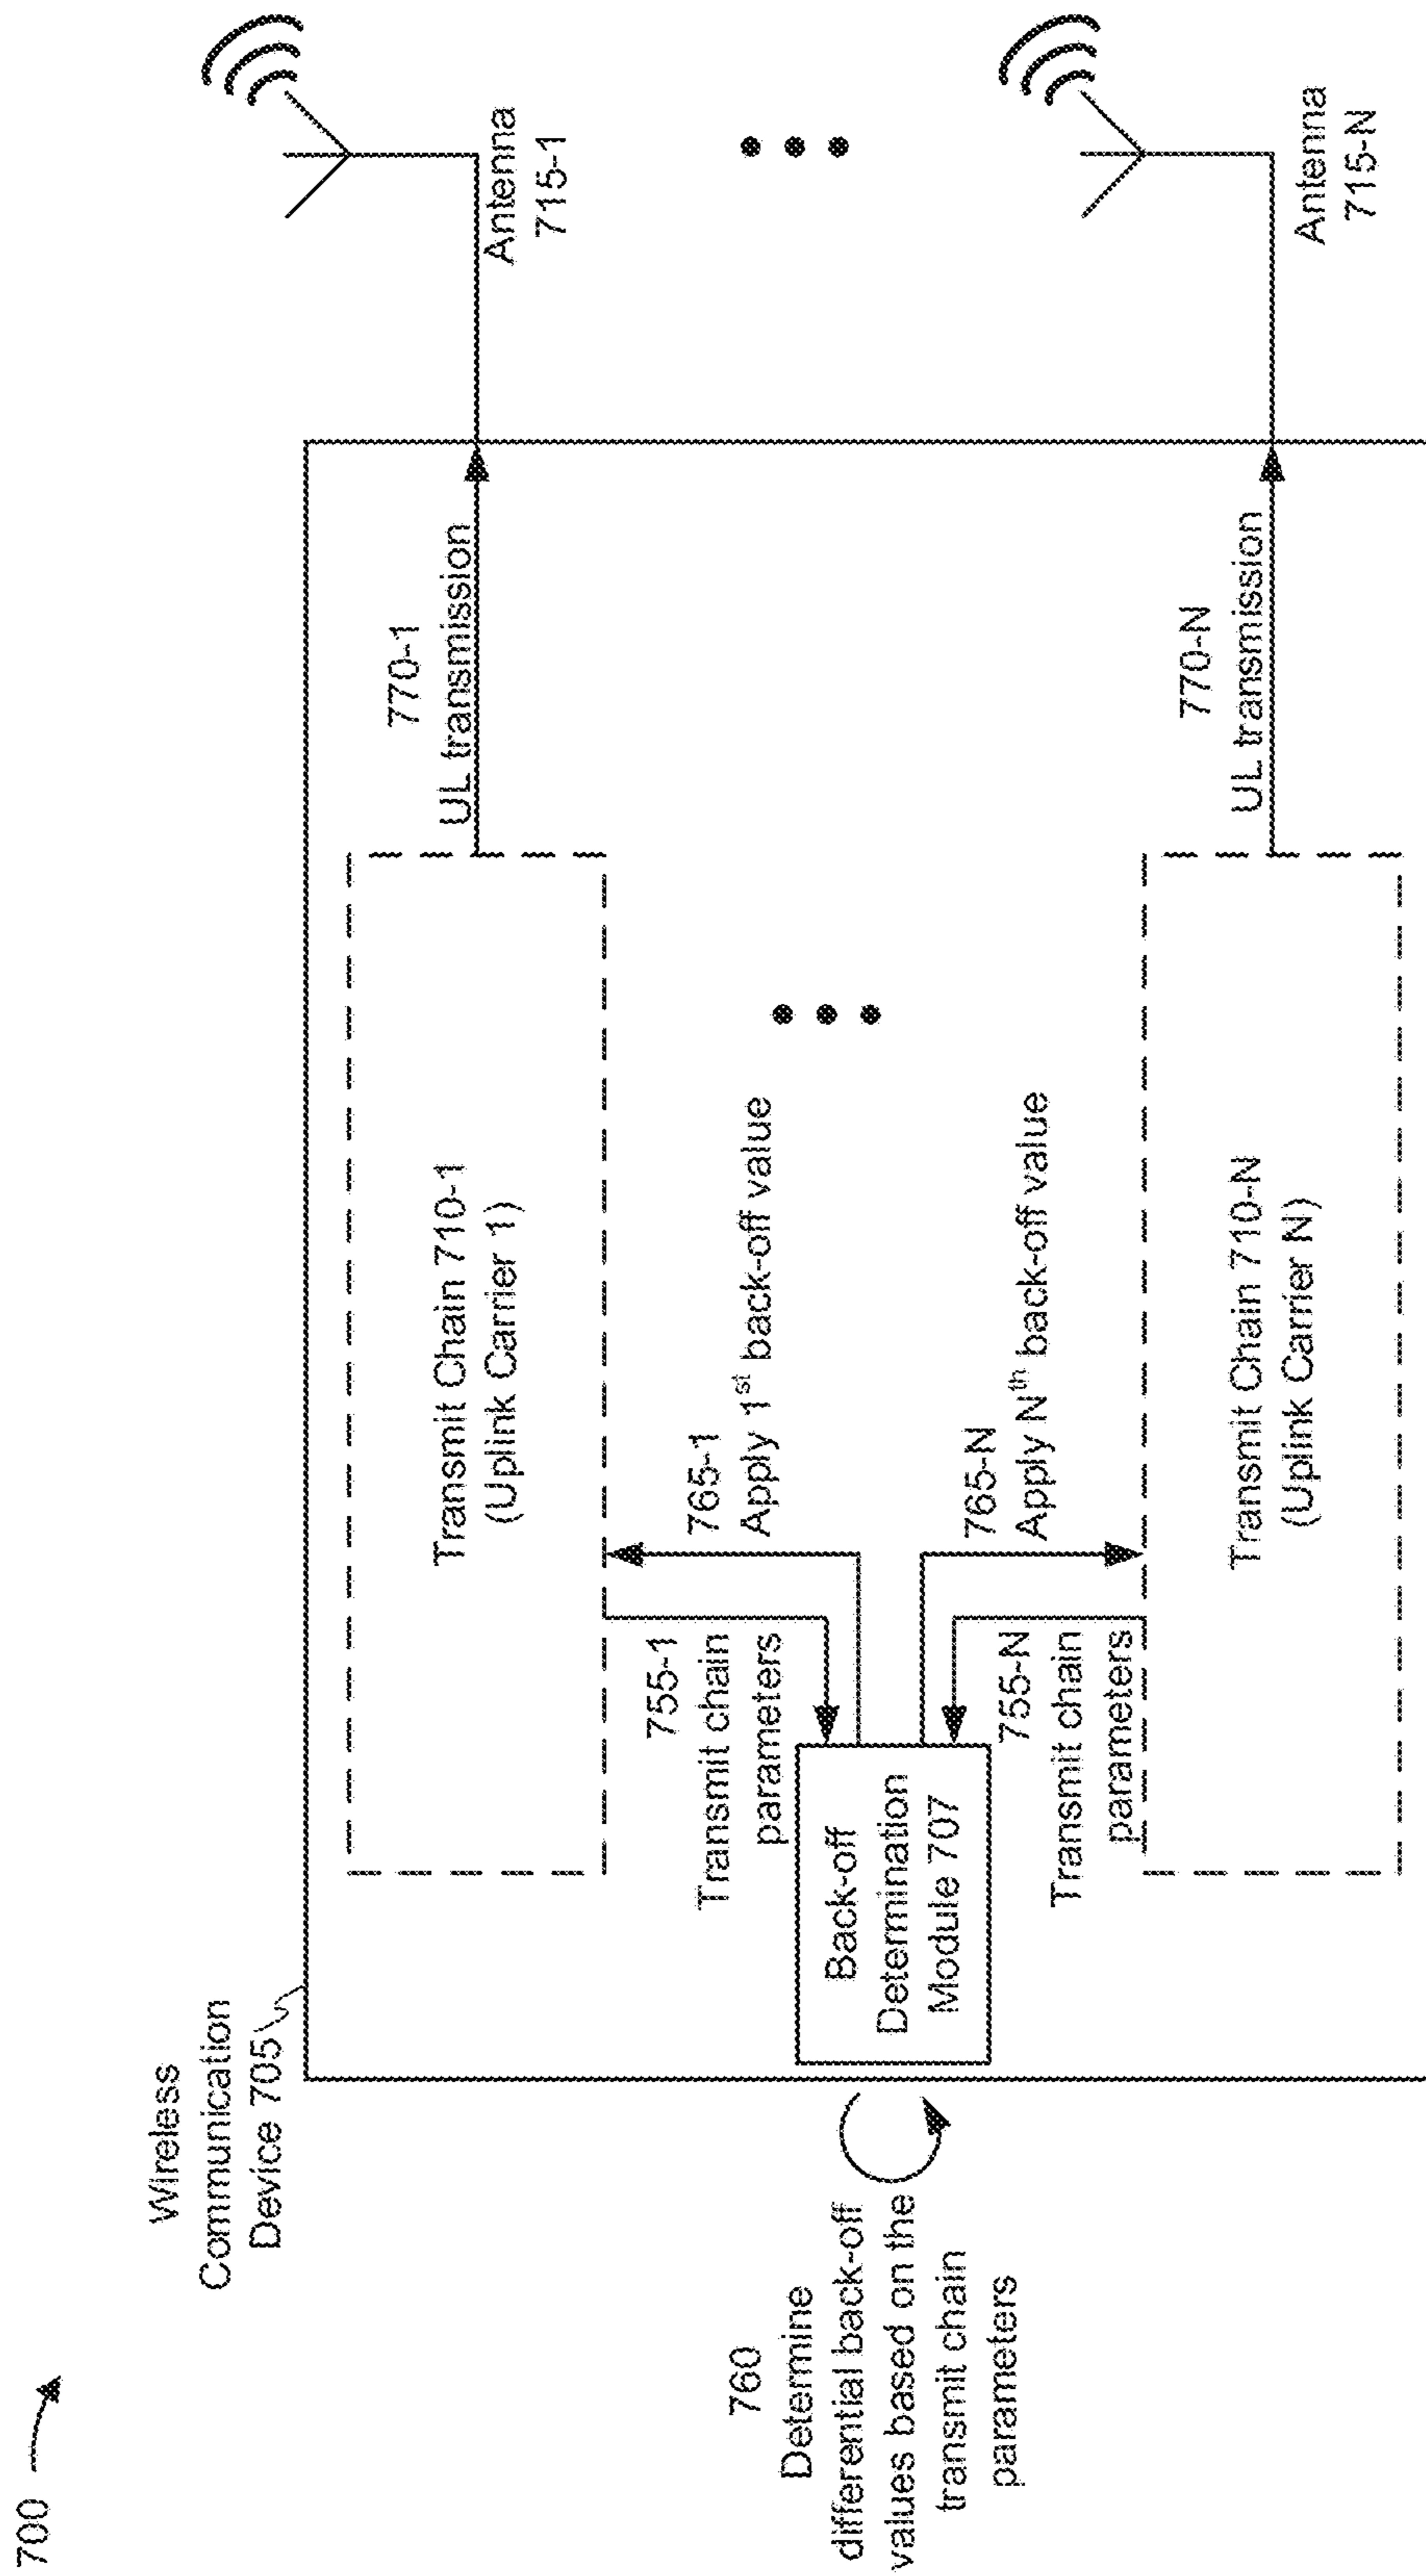 700
Wireless
Communication
Device 705
Transmit Chain 710-1
(Uplink Carrier 1)
770-1
UL transmission
Antenna
715-1
755-1
Transmit chain
parameters
765-1
Apply 1st back-off value
760
Determine
differential back-off
values based on the
transmit chain
parameters
Back-off
Determination
Module 707
765-N
Apply Nth back-off value
755-N
Transmit chain
parameters
Transmit Chain 710-N
(Uplink Carrier N)
770-N
UL transmission
Antenna
715-N